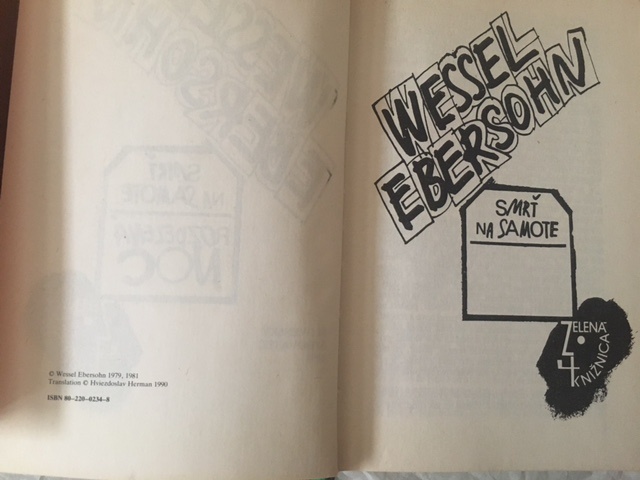 © Wessel Ebersohn 1979, 1981
Translation © Hviezdoslav Herman 1990
ISBN 80-220-0234-8
WESSEL
EBERSOHN
SMRŤ
NA SAMOTE
ZELENÁ
KNIŽNICA